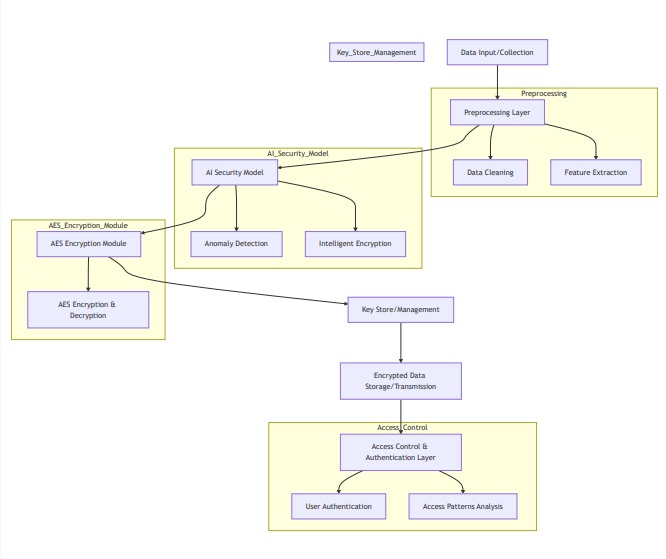 Key_Store_Management
Data Input/Collection
Preprocessing
Preprocessing Layer
Data Cleaning
Feature Extraction
AI_Security_Model
AI Security Model
Anomaly Detection
Intelligent Encryption
AES_Encryption_Module
AES Encryption Module
AES Encryption &
Decryption
Key Store/Management
Encrypted Data
Storage/Transmission
Access_Control
Access Control &
Authentication Layer
User Authentication
Access Patterns Analysis